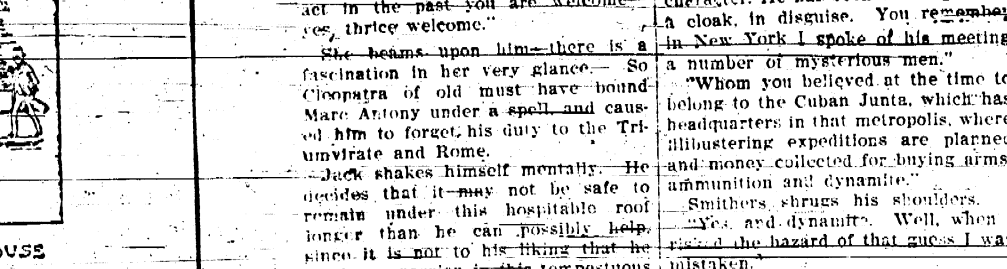 act in the past you are welcome—
yes, thrice welcome."
She beams upon him—there is a
fascination in her very glance. So
Cleopatra of old must have bound
Marc Antony under a spell and caus-
ed him to forget his duty to the Tri-
umvirate and Rome.
Jack shakes himself mentally. He
decides that it may not be safe to
remain under this hospitable roof
longer than he can possibly help,
since it is not to his liking that he
in this tempestuous
a cloak, in disguise. You remember
in New York I spoke of his meeting
a number of mysterious men."
"Whom you believed at the time to
belong to the Cuban Junta, which has
headquarters in that metropolis, where
filibustering expeditions are planned
and money collected for buying arms,
ammunition and dynamite."
Smithers shrugs his shoulders.
"Yes, and dynamite. Well, when I
risked the hazard of that guess I was
mistaken.
OUSE